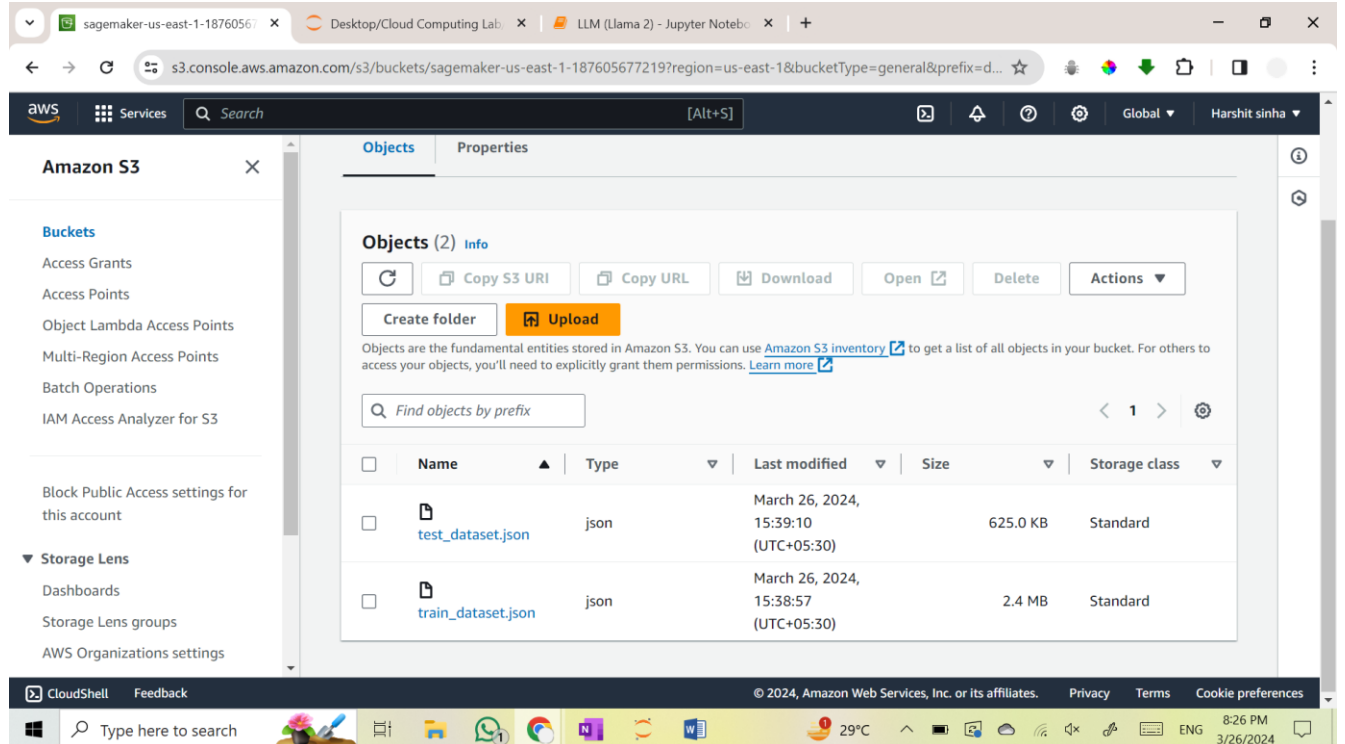 sagemaker-us-east-1-18760567
Desktop/Cloud Computing Lab
LLM (Llama 2) - Jupyter Notebo
s3.console.aws.amazon.com/s3/buckets/sagemaker-us-east-1-187605677219?region=us-east-1&bucketType=general&prefix=d...
aws Services Search [Alt+S] Global Harshit sinha
Amazon S3
Buckets
Access Grants
Access Points
Object Lambda Access Points
Multi-Region Access Points
Batch Operations
IAM Access Analyzer for S3
Block Public Access settings for
this account
Storage Lens
Dashboards
Storage Lens groups
AWS Organizations settings
Objects Properties
Objects (2) Info
Copy S3 URI Copy URL Download Open Delete Actions
Create folder Upload
Objects are the fundamental entities stored in Amazon S3. You can use Amazon S3 inventory to get a list of all objects in your bucket. For others to
access your objects, you'll need to explicitly grant them permissions. Learn more
Find objects by prefix 1
Name Type Last modified Size Storage class
March 26, 2024,
test_dataset.json json 15:39:10 625.0 KB Standard
(UTC+05:30)
March 26, 2024,
train_dataset.json json 15:38:57 2.4 MB Standard
(UTC+05:30)
CloudShell Feedback © 2024, Amazon Web Services, Inc. or its affiliates. Privacy Terms Cookie preferences
Type here to search 29°C ENG 8:26 PM
3/26/2024